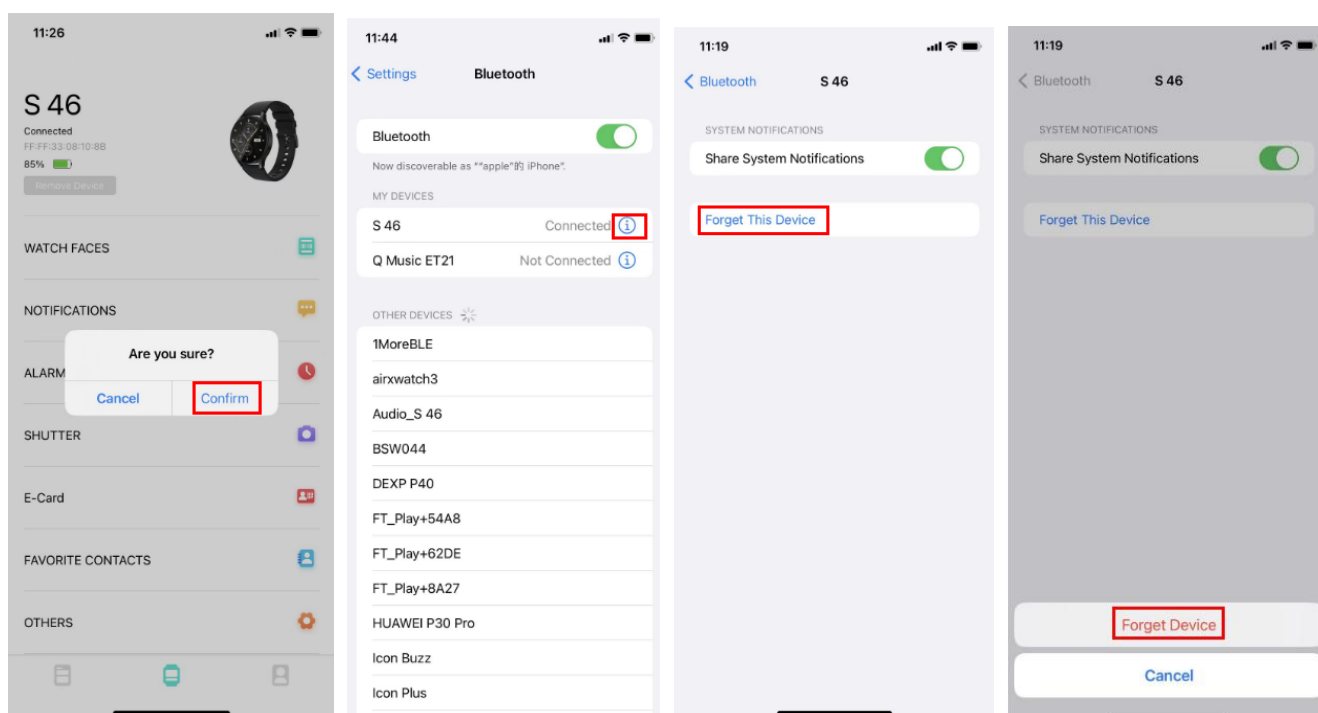 11:26
S 46
Connected
FF:FF:33:08:10:8B
85%
Remove Device
WATCH FACES
NOTIFICATIONS
ALARM
Are you sure?
Cancel
Confirm
SHUTTER
E-Card
FAVORITE CONTACTS
OTHERS
11:44
Settings
Bluetooth
Bluetooth
Now discoverable as "“apple”的 iPhone".
MY DEVICES
S 46 Connected
Q Music ET21 Not Connected
OTHER DEVICES
1MoreBLE
airxwatch3
Audio_S 46
BSW044
DEXP P40
FT_Play+54A8
FT_Play+62DE
FT_Play+8A27
HUAWEI P30 Pro
Icon Buzz
Icon Plus
11:19
Bluetooth
S 46
SYSTEM NOTIFICATIONS
Share System Notifications
Forget This Device
11:19
Bluetooth
S 46
SYSTEM NOTIFICATIONS
Share System Notifications
Forget This Device
Forget Device
Cancel